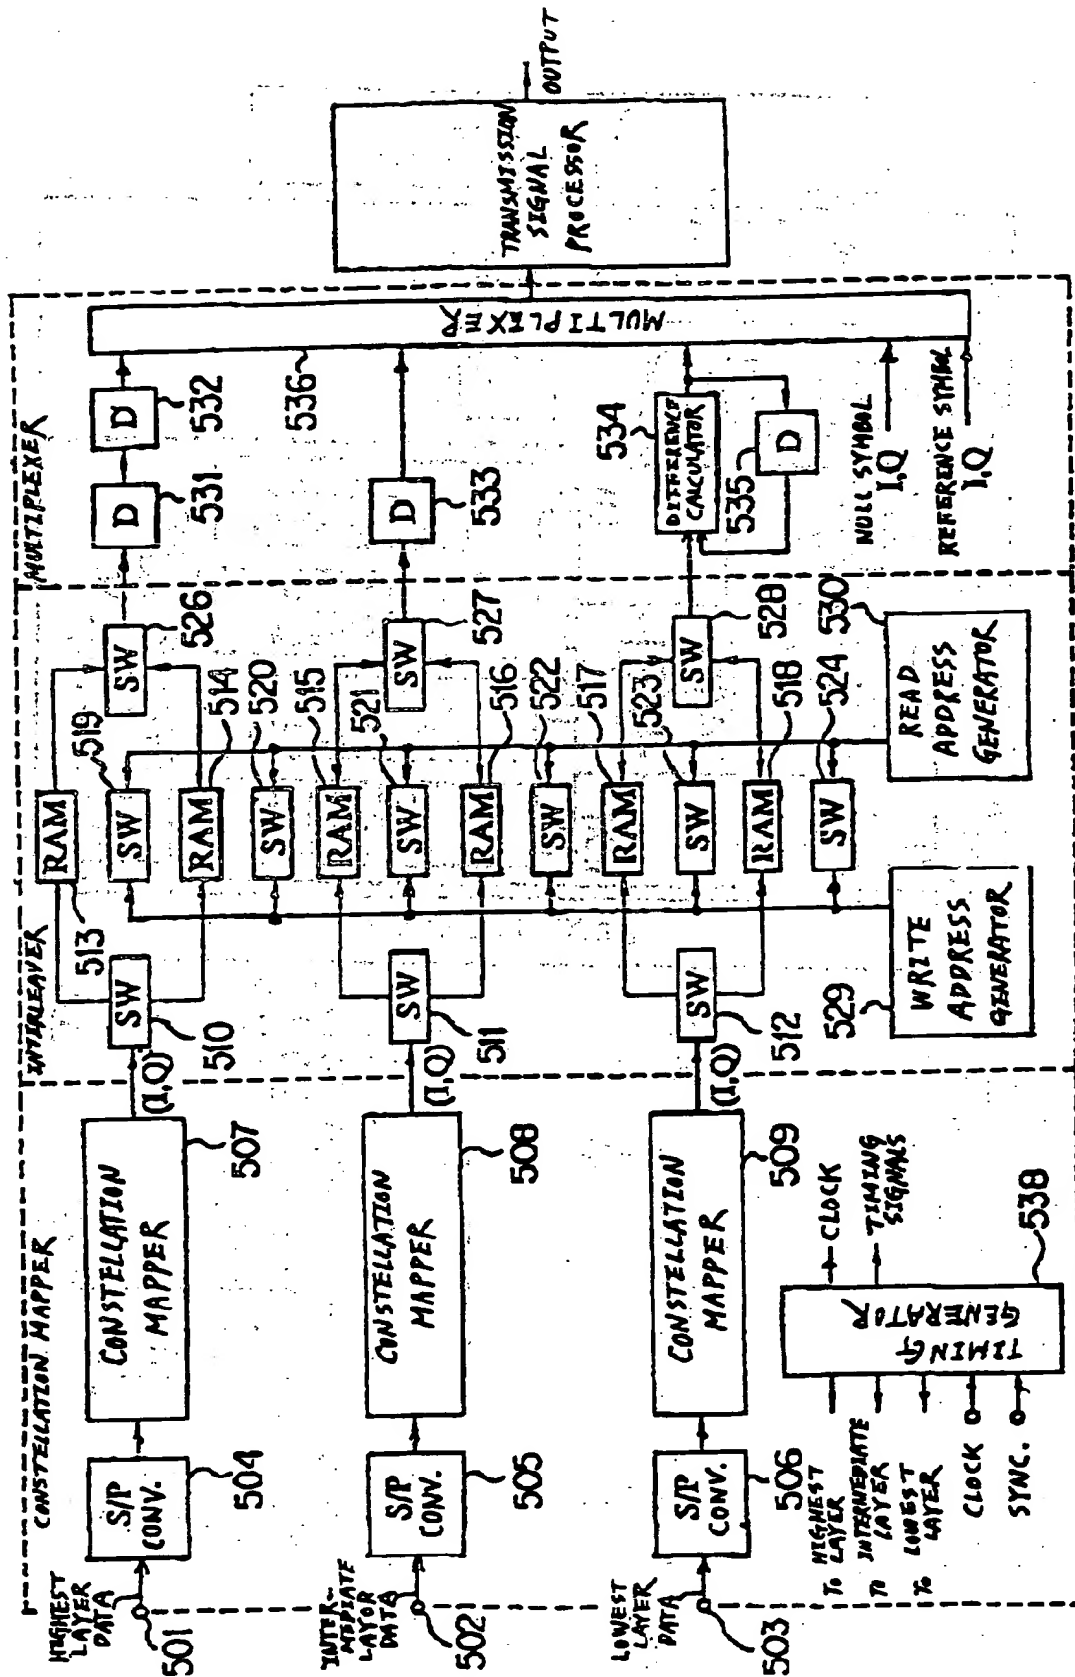 CONSTELLATION MAPPER
INTERLEAVER
MULTIPLEXER
HIGHEST
LAYER
DATA
501
S/P
CONV.
504
CONSTELLATION
MAPPER
507
(I,Q)
SW
510
RAM
513
SW
519
RAM
514
SW
520
SW
526
D
531
D
532
INTER-
MEDIATE
LAYOR
DATA
502
S/P
CONV.
505
CONSTELLATION
MAPPER
508
(I,Q)
SW
511
RAM
515
SW
521
RAM
516
SW
522
SW
527
D
533
LOWEST
LAYER
DATA
503
S/P
CONV.
506
CONSTELLATION
MAPPER
509
(I,Q)
SW
512
RAM
517
SW
523
RAM
518
SW
524
SW
528
DIFFERENCE
CALCULATOR
534
D
535
MULTIPLEXER
536
TRANSMISSION
SIGNAL
PROCESSOR
OUTPUT
NULL SYMBOL
I,Q
REFERENCE SYMBOL
I,Q
WRITE
ADDRESS
GENERATOR
529
READ
ADDRESS
GENERATOR
530
To HIGHEST
LAYER
To INTERMEDIATE
LAYER
To LOWEST
LAYER
CLOCK
SYNC.
TIMING
GENERATOR
538
CLOCK
TIMING
SIGNALS